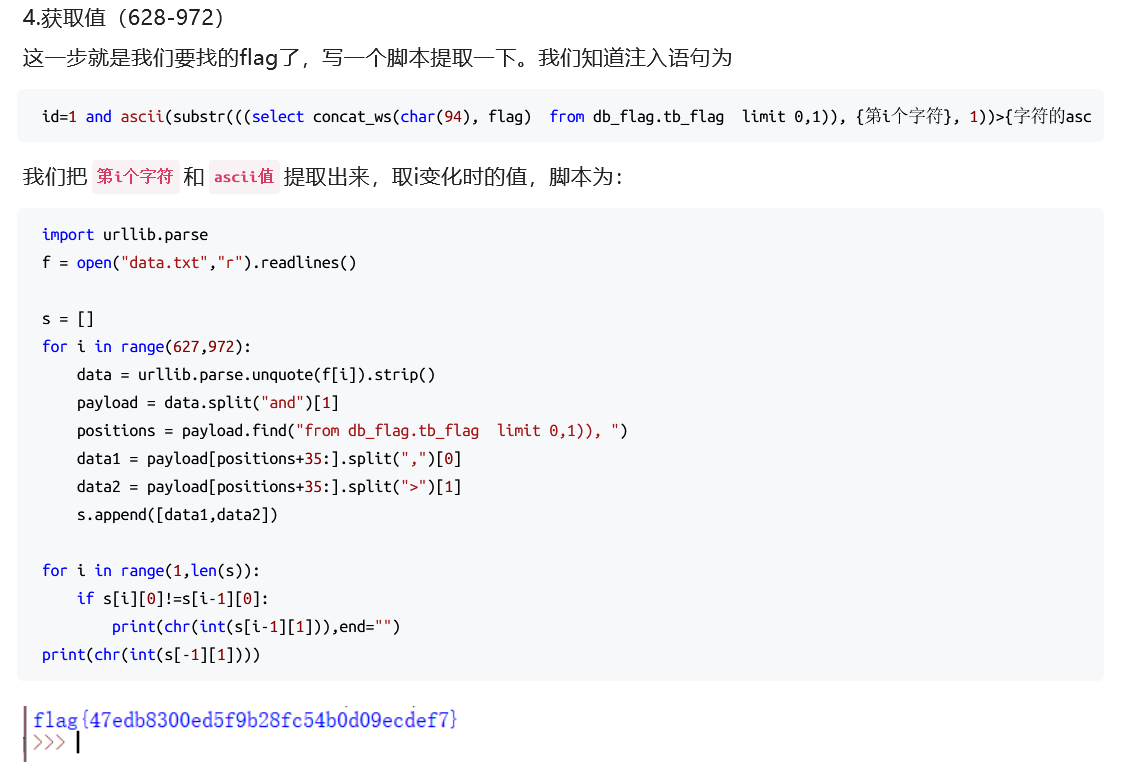 4.获取值（628-972）
这一步就是我们要找的flag了，写一个脚本提取一下。我们知道注入语句为
id=1 and ascii(substr(((select concat_ws(char(94), flag)  from db_flag.tb_flag  limit 0,1)), {第i个字符}, 1))>{字符的asc
我们把 第i个字符 和 ascii值 提取出来，取i变化时的值，脚本为：
import urllib.parse
f = open("data.txt","r").readlines()
s = []
for i in range(627,972):
    data = urllib.parse.unquote(f[i]).strip()
    payload = data.split("and")[1]
    positions = payload.find("from db_flag.tb_flag  limit 0,1)), ")
    data1 = payload[positions+35:].split(",")[0]
    data2 = payload[positions+35:].split(">")[1]
    s.append([data1,data2])
for i in range(1,len(s)):
    if s[i][0]!=s[i-1][0]:
        print(chr(int(s[i-1][1])),end="")
print(chr(int(s[-1][1])))
flag{47edb8300ed5f9b28fc54b0d09ecdef7}
>>>